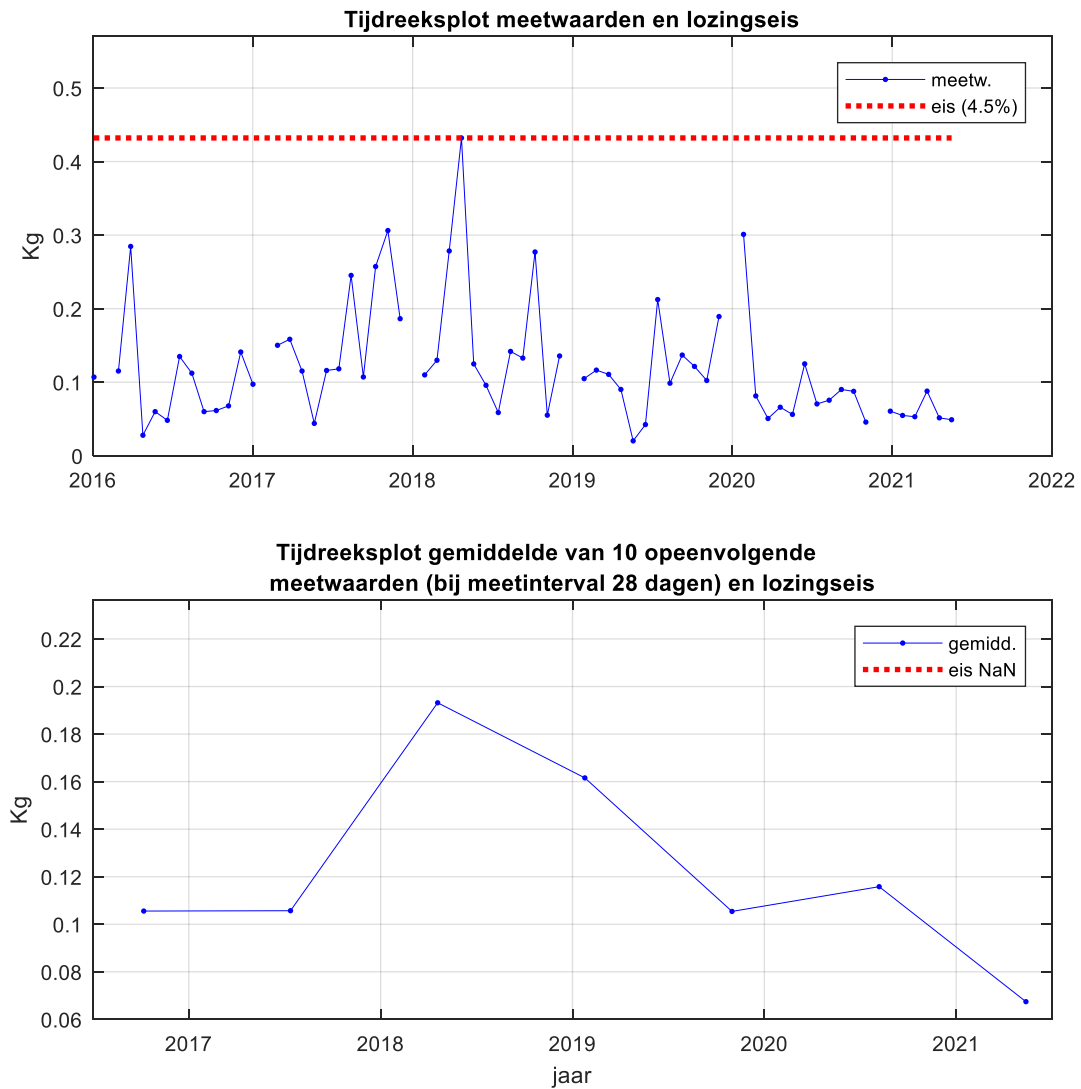 Tijdreeksplot meetwaarden en lozingseis
0.5
0.4
0.3
0.2
0.1
0
Kg
meetw.
eis (4.5%)
2016 2017 2018 2019 2020 2021 2022
Tijdreeksplot gemiddelde van 10 opeenvolgende
meetwaarden (bij meetinterval 28 dagen) en lozingseis
0.22
0.2
0.18
0.16
0.14
0.12
0.1
0.08
0.06
Kg
gemidd.
eis NaN
2017 2018 2019 2020 2021
jaar